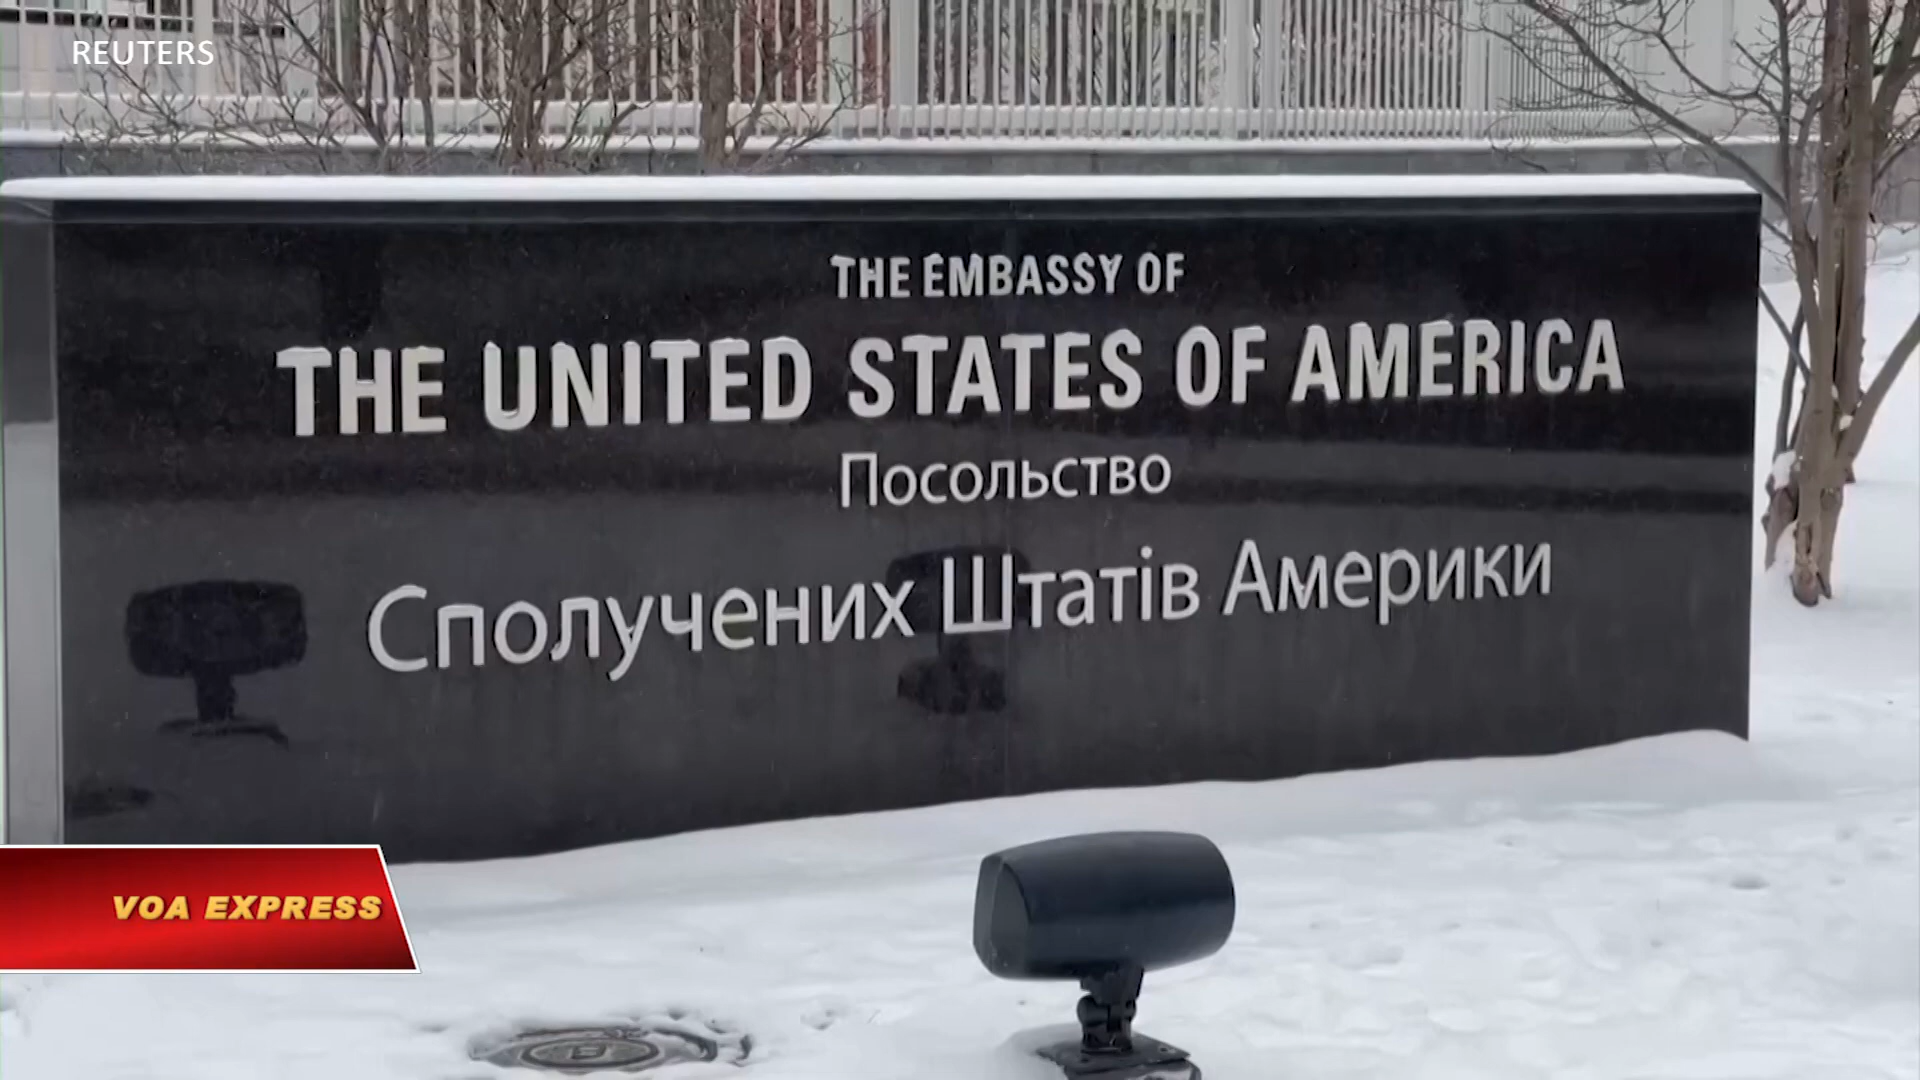 REUTERS
THE EMBASSY OF
THE UNITED STATES OF AMERICA
Посольство
Сполучених Штатів Америки
VOA EXPRESS